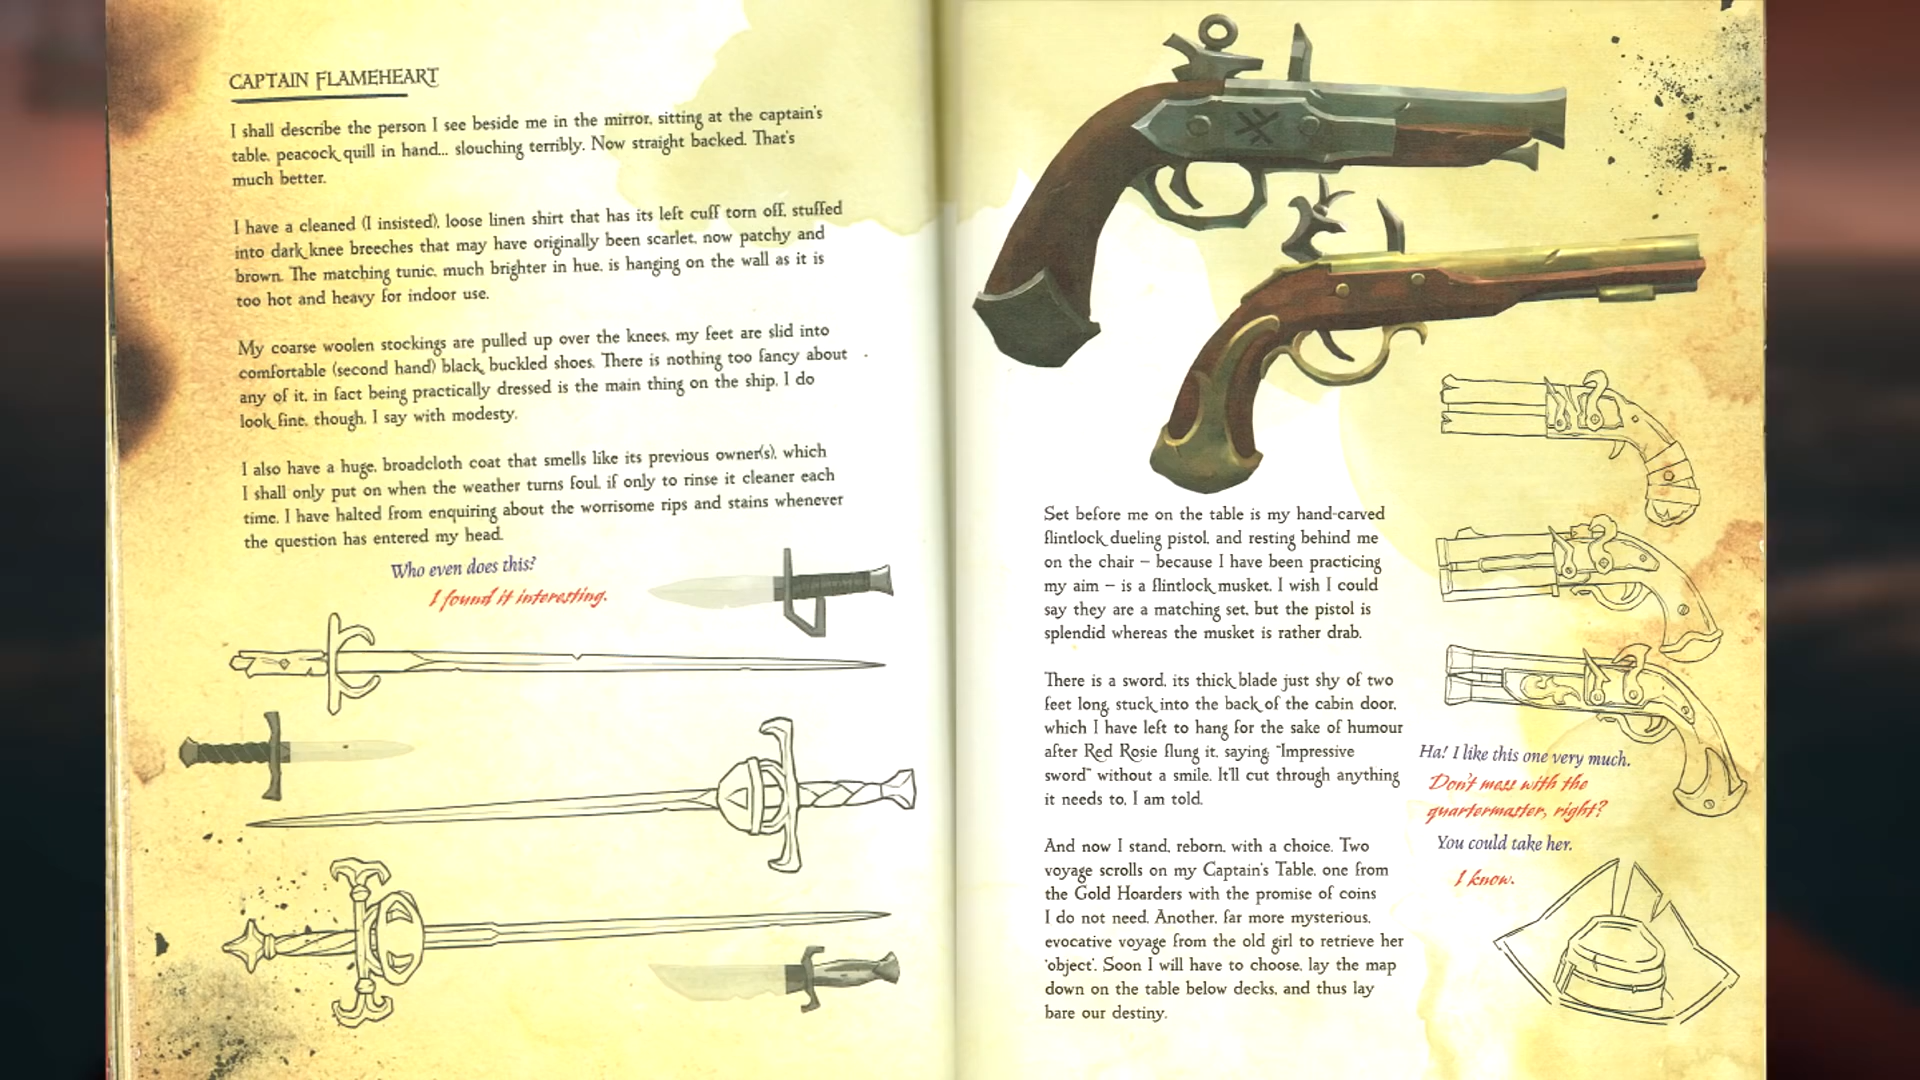 CAPTAIN FLAMEHEART
I shall describe the person I see beside me in the mirror, sitting at the captain's
table, peacock quill in hand... slouching terribly. Now straight backed. That's
much better.
I have a cleaned (I insisted), loose linen shirt that has its left cuff torn off, stuffed
into dark knee breeches that may have originally been scarlet, now patchy and
brown. The matching tunic, much brighter in hue, is hanging on the wall as it is
too hot and heavy for indoor use.
My coarse woolen stockings are pulled up over the knees, my feet are slid into
comfortable (second hand) black, buckled shoes. There is nothing too fancy about
any of it, in fact being practically dressed is the main thing on the ship. I do
look fine, though, I say with modesty.
I also have a huge, broadcloth coat that smells like its previous owner(s), which
I shall only put on when the weather turns foul, if only to rinse it cleaner each
time. I have halted from enquiring about the worrisome rips and stains whenever
the question has entered my head.
Who even does this?
I found it interesting.
Set before me on the table is my hand-carved
flintlock dueling pistol, and resting behind me
on the chair – because I have been practicing
my aim – is a flintlock musket. I wish I could
say they are a matching set, but the pistol is
splendid whereas the musket is rather drab.
There is a sword, its thick blade just shy of two
feet long, stuck into the back of the cabin door,
which I have left to hang for the sake of humour
after Red Rosie flung it, saying; "Impressive
sword" without a smile. It'll cut through anything
it needs to, I am told.
And now I stand, reborn, with a choice. Two
voyage scrolls on my Captain's Table, one from
the Gold Hoarders with the promise of coins
I do not need. Another, far more mysterious,
evocative voyage from the old girl to retrieve her
'object'. Soon I will have to choose, lay the map
down on the table below decks, and thus lay
bare our destiny.
Ha! I like this one very much.
Don't mess with the
quartermaster, right?
You could take her.
I know.